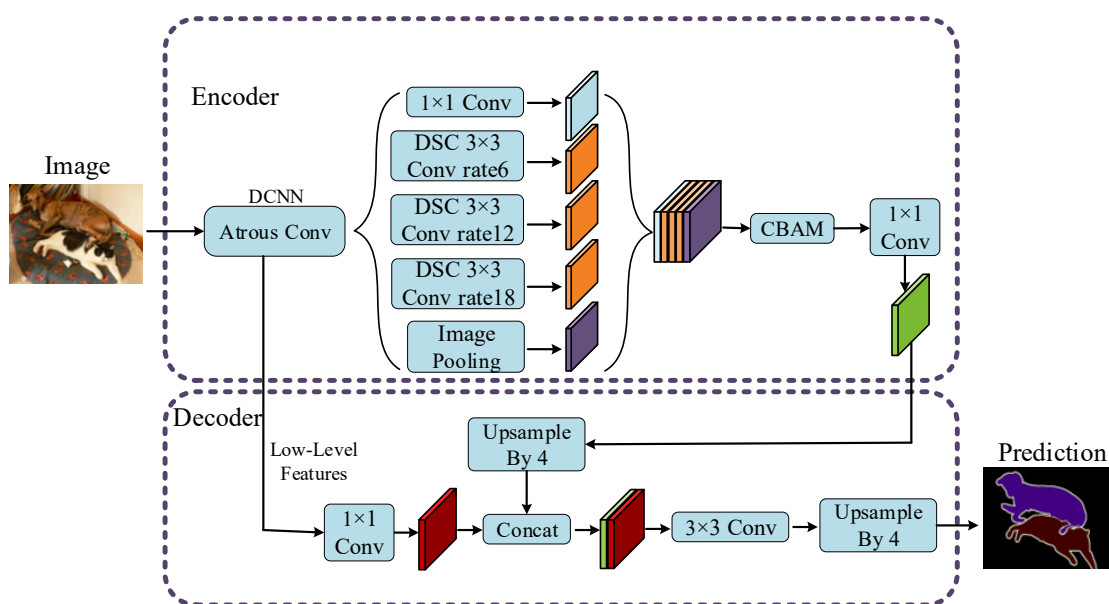 Encoder
Image
DCNN
Atrous Conv
1×1 Conv
DSC 3×3
Conv rate6
DSC 3×3
Conv rate12
DSC 3×3
Conv rate18
Image
Pooling
CBAM
1×1
Conv
Decoder
Low-Level
Features
1×1
Conv
Upsample
By 4
Concat
3×3 Conv
Upsample
By 4
Prediction